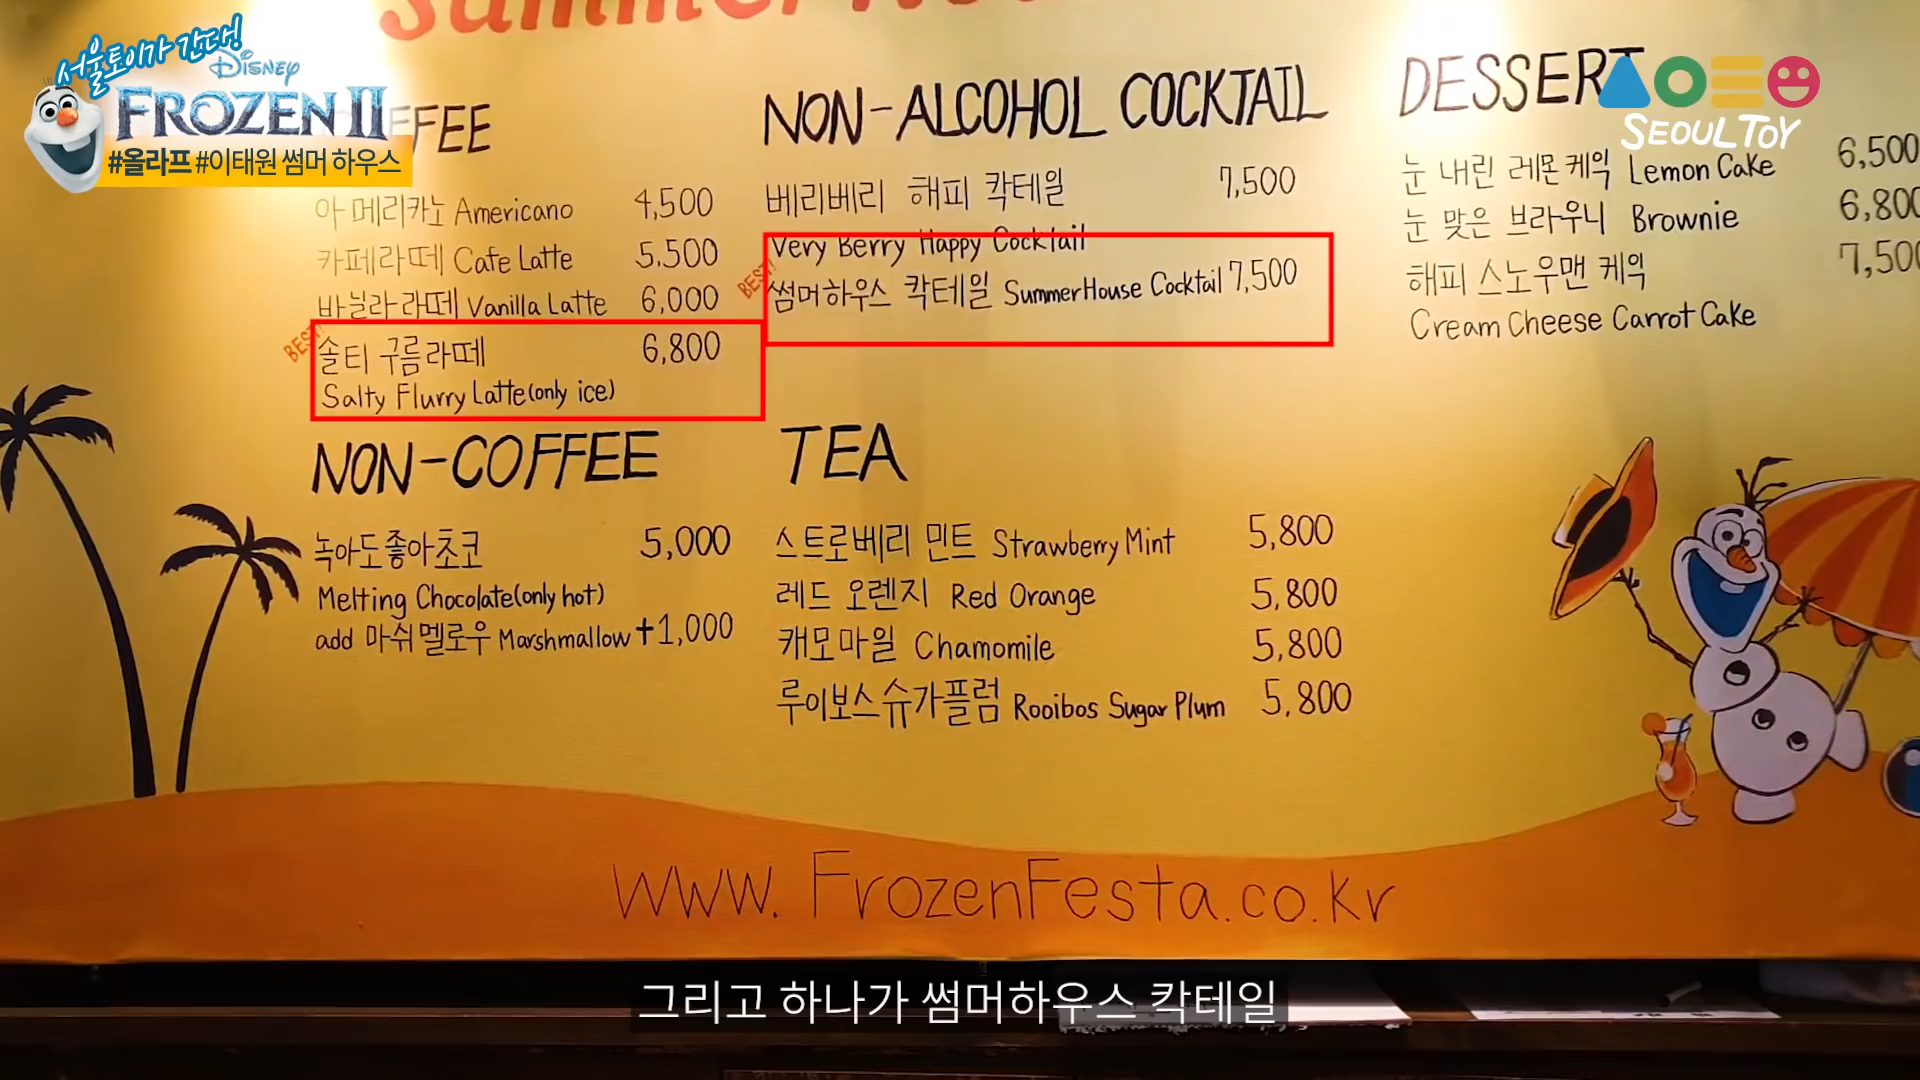 서울토이가 간다!
Disney
FROZEN II
#올라프 #이태원 썸머 하우스
SEOUL TOY
Summer
아메리카노 Americano 4,500
카페라떼 Cafe Latte 5.500
바닐라 라떼 Vanilla Latte 6,000
BEST!
솔티 구름라떼 6,800
Salty Flurry Latte(only ice)
NON-COFFEE
녹아도좋아초코 5,000
Melting Chocolate(only hot)
add 마쉬멜로우 Marshmallow +1,000
NON-ALCOHOL COCKTAIL
베리베리 해피 칵테일 7,500
Very Berry Happy Cocktail
BEST!
썸머하우스 칵테일 SummerHouse Cocktail 7,500
TEA
스트로베리 민트 Strawberry Mint 5,800
레드 오렌지 Red Orange 5,800
캐모마일 Chamomile 5,800
루이보스슈가플럼 Rooibos Sugar Plum 5,800
DESSERT
눈 내린 레몬케익 Lemon Cake 6,500
눈 맞은 브라우니 Brownie 6,800
해피 스노우맨 케익 7,500
Cream Cheese Carrot Cake
www.FrozenFesta.co.kr
그리고 하나가 썸머하우스 칵테일